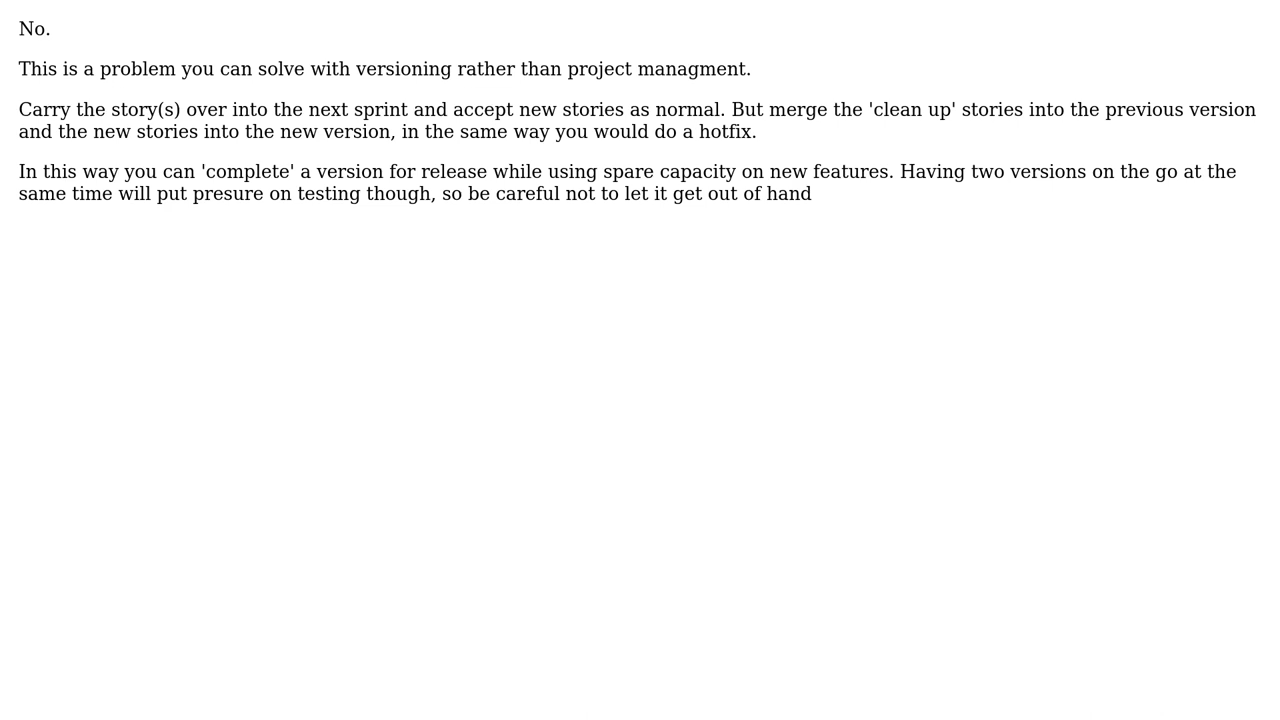 No.
This is a problem you can solve with versioning rather than project managment.
Carry the story(s) over into the next sprint and accept new stories as normal. But merge the 'clean up' stories into the previous version
and the new stories into the new version, in the same way you would do a hotfix.
In this way you can 'complete' a version for release while using spare capacity on new features. Having two versions on the go at the
same time will put presure on testing though, so be careful not to let it get out of hand